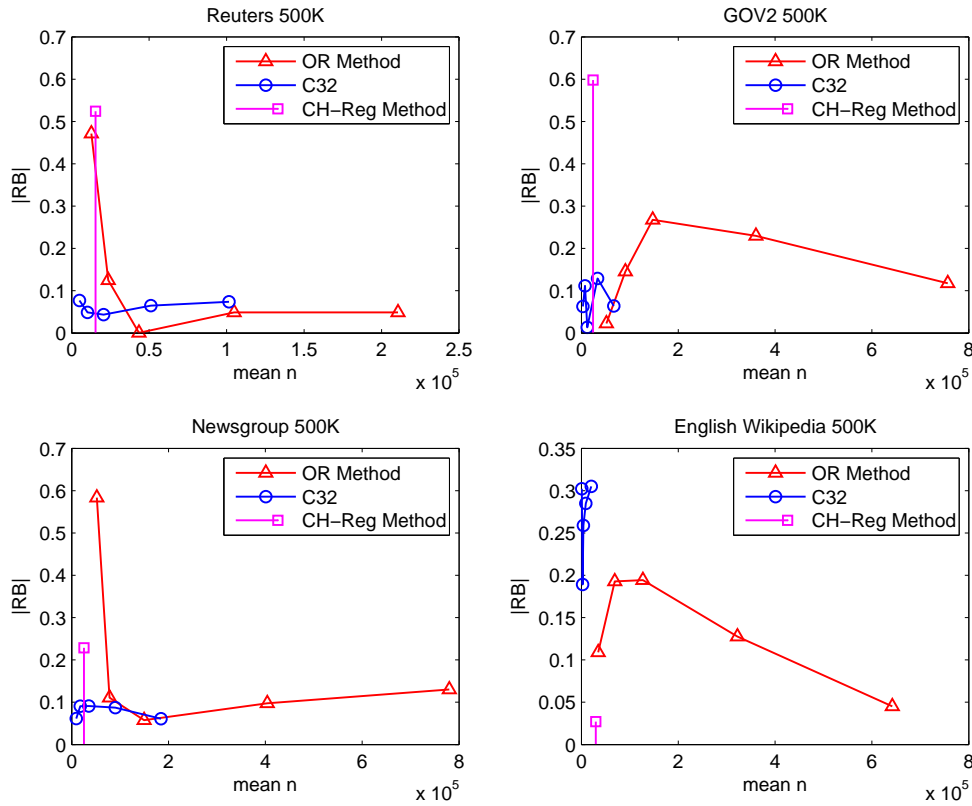 Reuters 500K
0.7
0.6
0.5
0.4
0.3
0.2
0.1
0
|RB|
OR Method
C32
CH−Reg Method
0 0.5 1 1.5 2 2.5
mean n
x 10^5
GOV2 500K
0.7
0.6
0.5
0.4
0.3
0.2
0.1
0
|RB|
OR Method
C32
CH−Reg Method
0 2 4 6 8
mean n
x 10^5
Newsgroup 500K
0.7
0.6
0.5
0.4
0.3
0.2
0.1
0
|RB|
OR Method
C32
CH−Reg Method
0 2 4 6 8
mean n
x 10^5
English Wikipedia 500K
0.35
0.30
0.25
0.2
0.15
0.1
0.05
0
|RB|
OR Method
C32
CH−Reg Method
0 2 4 6 8
mean n
x 10^5